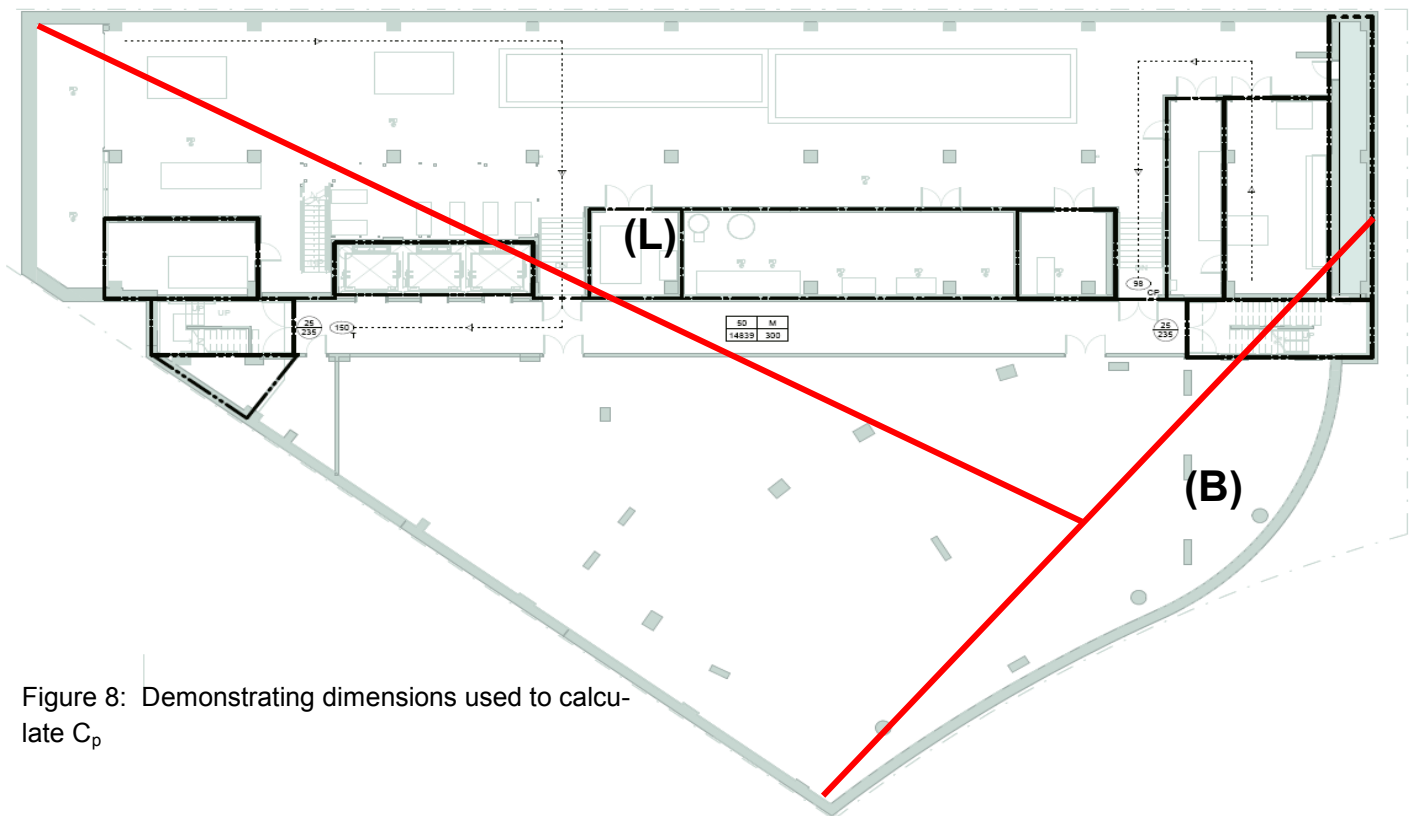 (L)
UP
25
235
150
T
50 M
14839 300
98
CP
25
235
(B)
Figure 8: Demonstrating dimensions used to calcu-
late Cp